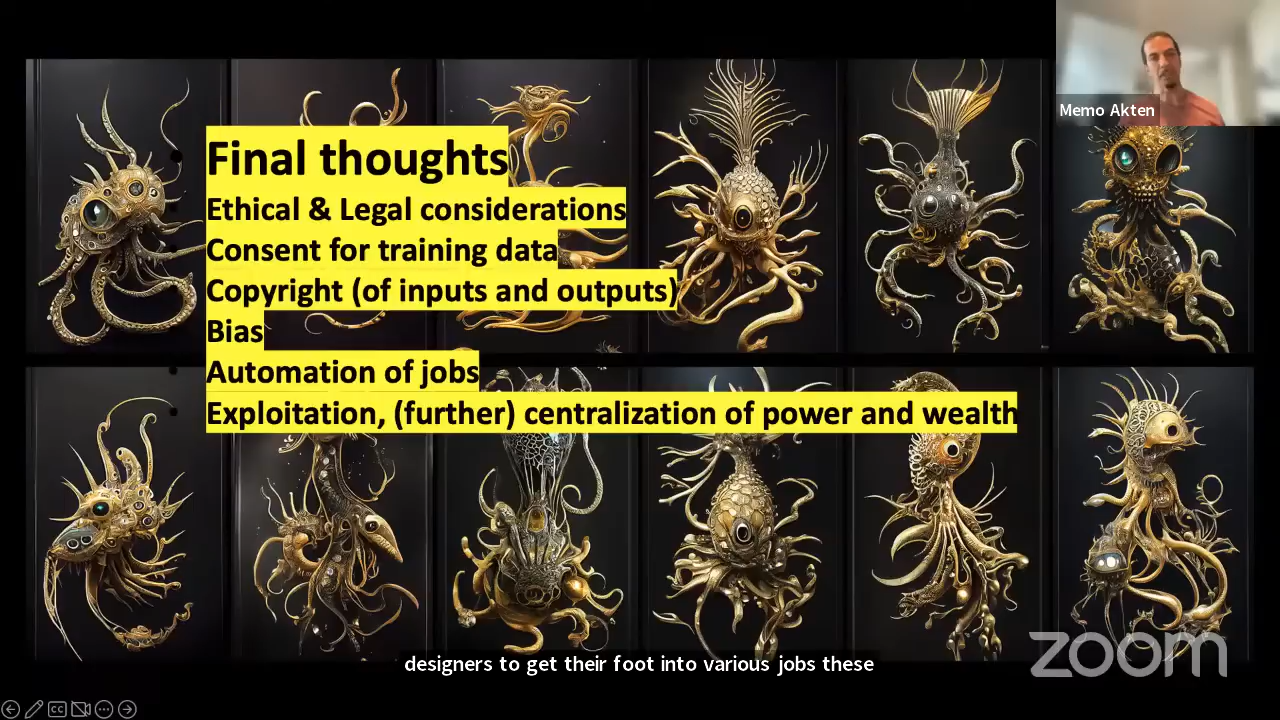 Memo Akten
Final thoughts
Ethical & Legal considerations
Consent for training data
Copyright (of inputs and outputs)
Bias
Automation of jobs
Exploitation, (further) centralization of power and wealth
designers to get their foot into various jobs these
zoom
CC